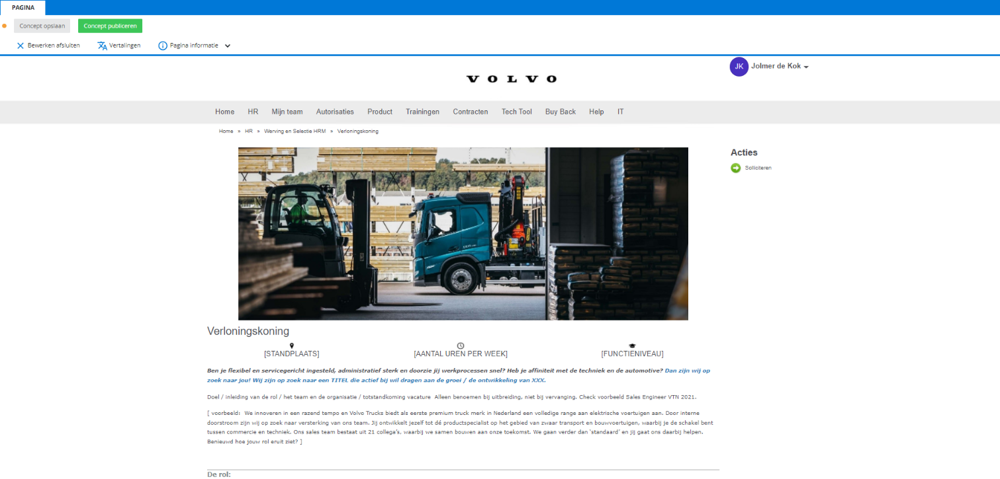 PAGINA
Concept opslaan
Concept publiceren
Bewerken afsluiten
Vertalingen
Pagina informatie
JK
Jolmer de Kok
VOLVO
Home HR Mijn team Autorisaties Product Trainingen Contracten Tech Tool Buy Back Help IT
Home » HR » Werving en Selectie HRM » Verloningskoning
Acties
Solliciteren
Verloningskoning
[STANDPLAATS]
[AANTAL UREN PER WEEK]
[FUNCTIENIVEAU]
Ben je flexibel en servicegericht ingesteld, administratief sterk en doorzie jij werkprocessen snel? Heb je affiniteit met de techniek en de automotive? Dan zijn wij op
zoek naar jou! Wij zijn op zoek naar een TITEL die actief bij wil dragen aan de groei / de ontwikkeling van XXX.
Doel / inleiding van de rol / het team en de organisatie / totstandkoming vacature  Alleen benoemen bij uitbreiding, niet bij vervanging. Check voorbeeld Sales Engineer VTN 2021.
[ voorbeeld:  We innoveren in een razend tempo en Volvo Trucks biedt als eerste premium truck merk in Nederland een volledige range aan elektrische voertuigen aan. Door interne
doorstroom zijn wij op zoek naar versterking van ons team. Jij ontwikkelt jezelf tot dé productspecialist op het gebied van zwaar transport en bouwvoertuigen, waarbij je de schakel bent
tussen commercie en techniek. Ons sales team bestaat uit 21 collega's, waarbij we samen bouwen aan onze toekomst. We gaan verder dan 'standaard' en jij gaat ons daarbij helpen.
Benieuwd hoe jouw rol eruit ziet? ]
De rol: